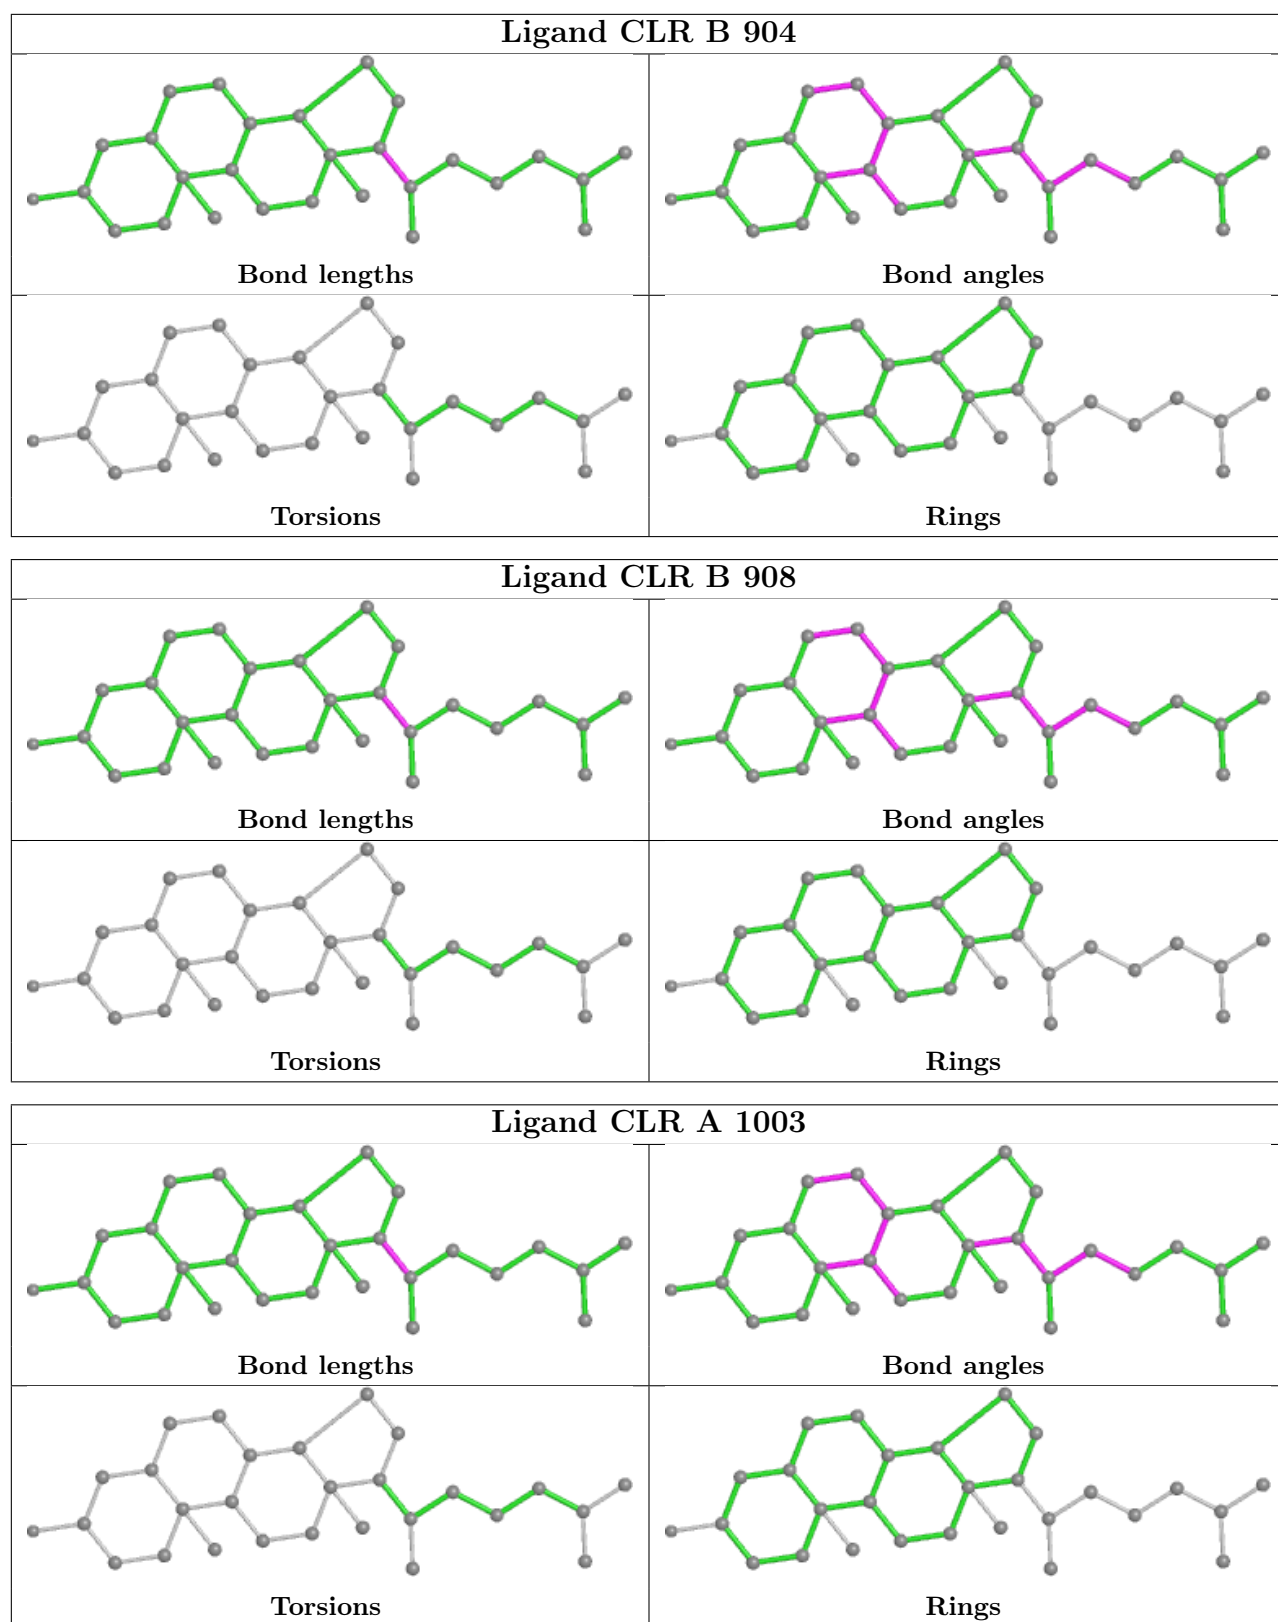 Ligand CLR B 904
Bond lengths
Bond angles
Torsions
Rings
Ligand CLR B 908
Bond lengths
Bond angles
Torsions
Rings
Ligand CLR A 1003
Bond lengths
Bond angles
Torsions
Rings